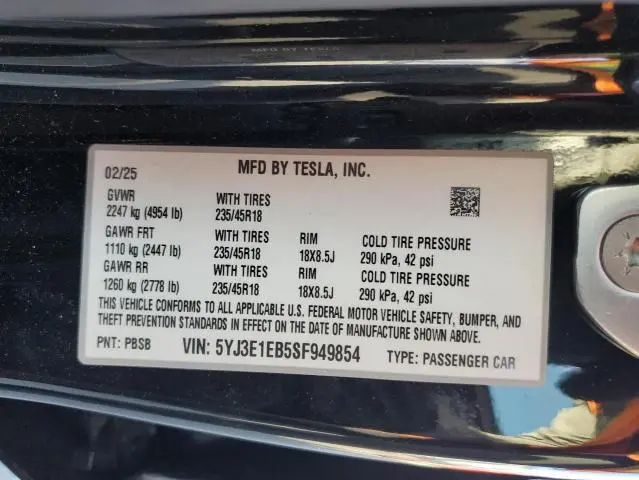 02/25 MFD BY TESLA, INC.
GVWR WITH TIRES
2247 kg (4954 lb) 235/45R18
GAWR FRT WITH TIRES RIM COLD TIRE PRESSURE
1110 kg (2447 lb) 235/45R18 18X8.5J 290 kPa, 42 psi
GAWR RR WITH TIRES RIM COLD TIRE PRESSURE
1260 kg (2778 lb) 235/45R18 18X8.5J 290 kPa, 42 psi
THIS VEHICLE CONFORMS TO ALL APPLICABLE U.S. FEDERAL MOTOR VEHICLE SAFETY, BUMPER, AND
THEFT PREVENTION STANDARDS IN EFFECT ON THE DATE OF MANUFACTURE SHOWN ABOVE.
PNT: PBSB VIN: 5YJ3E1EB5SF949854 TYPE: PASSENGER CAR